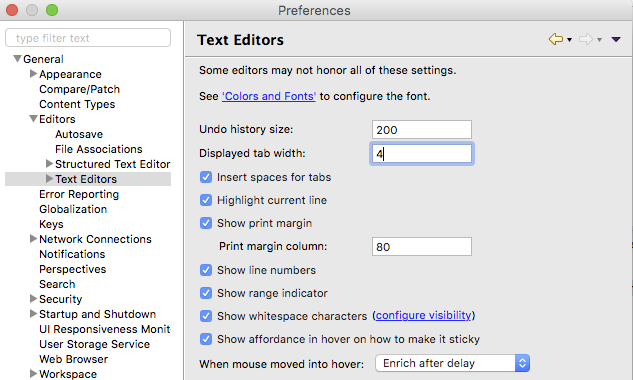 Preferences
type filter text
General
Appearance
Compare/Patch
Content Types
Editors
Autosave
File Associations
Structured Text Editor
Text Editors
Error Reporting
Globalization
Keys
Network Connections
Notifications
Perspectives
Search
Security
Startup and Shutdown
UI Responsiveness Monit
User Storage Service
Web Browser
Workspace
Text Editors
Some editors may not honor all of these settings.
See 'Colors and Fonts' to configure the font.
Undo history size: 200
Displayed tab width: 4
Insert spaces for tabs
Highlight current line
Show print margin
Print margin column: 80
Show line numbers
Show range indicator
Show whitespace characters (configure visibility)
Show affordance in hover on how to make it sticky
When mouse moved into hover: Enrich after delay